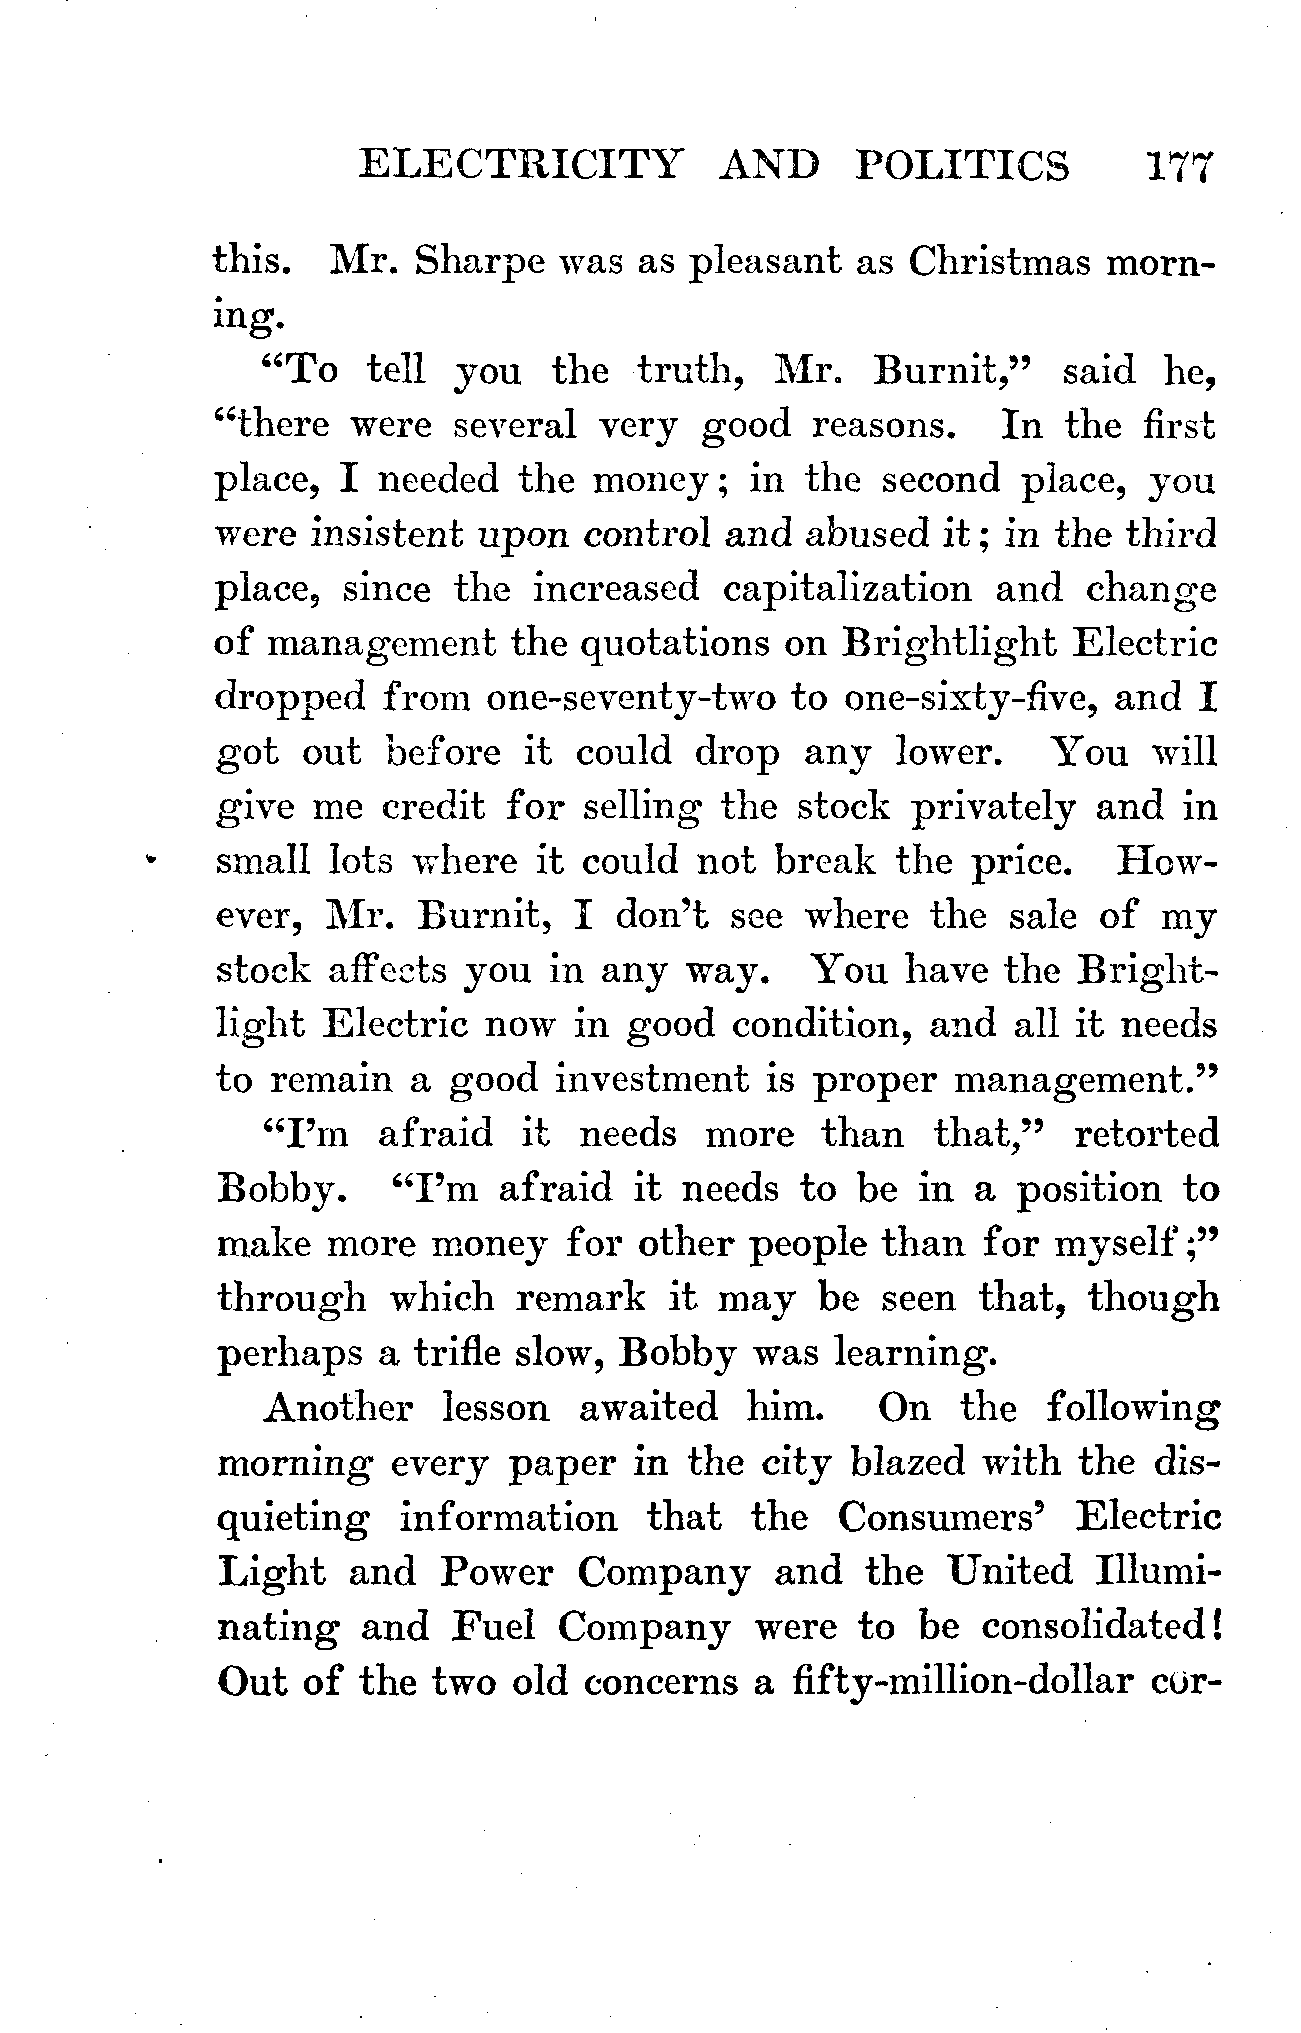 ELECTRICITY AND POLITICS 177
this. Mr. Sharpe was as pleasant as Christmas morn-
ing.
“To tell you the truth, Mr. Burnit,” said he,
“there were several very good reasons. In the first
place, I needed the money; in the second place, you
were insistent upon control and abused it; in the third
place, since the increased capitalization and change
of management the quotations on Brightlight Electric
dropped from one-seventy-two to one-sixty-five, and I
got out before it could drop any lower. You will
give me credit for selling the stock privately and in
small lots where it could not break the price. How-
ever, Mr. Burnit, I don’t see where the sale of my
stock affects you in any way. You have the Bright-
light Electric now in good condition, and all it needs
to remain a good investment is proper management.”
“I’m afraid it needs more than that,” retorted
Bobby. “I’m afraid it needs to be in a position to
make more money for other people than for myself;”
through which remark it may be seen that, though
perhaps a trifle slow, Bobby was learning.
Another lesson awaited him. On the following
morning every paper in the city blazed with the dis-
quieting information that the Consumers’ Electric
Light and Power Company and the United Illumi-
nating and Fuel Company were to be consolidated!
Out of the two old concerns a fifty-million-dollar cor-